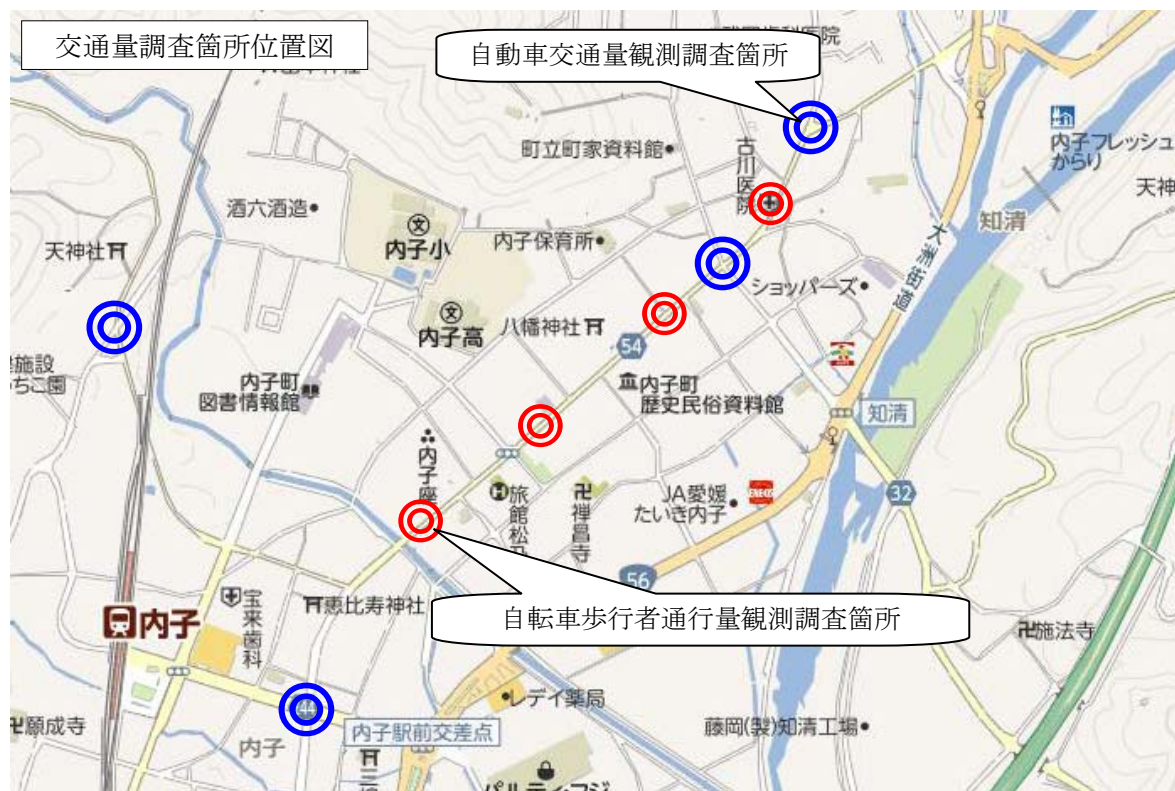 交通量調査箇所位置図
自動車交通量観測調査箇所
町立町家資料館
古川医院
内子フレッシュ
からり
天神
酒六酒造
内子小
内子保育所
知清
大洲街道
天神社
ショッパーズ
内子高
八幡神社
54
施設
ちご園
内子町
図書情報館
内子町
歴史民俗資料館
知清
内子座
旅館松乃
禅昌寺
JA愛媛
たいき内子
ENEOS
32
56
自転車歩行者通行量観測調査箇所
宝来歯科
恵比寿神社
内子
施法寺
レデイ薬局
44
願成寺
内子
内子駅前交差点
藤岡(製)知清工場